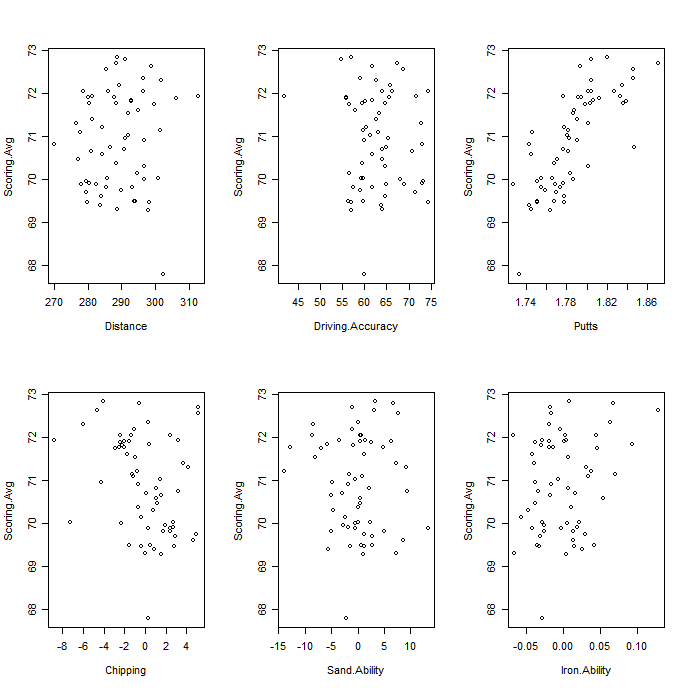 73
72
71
70
69
68
Scoring.Avg
270 280 290 300 310
Distance
73
72
71
70
69
68
Scoring.Avg
45 50 55 60 65 70 75
Driving.Accuracy
73
72
71
70
69
68
Scoring.Avg
1.74 1.78 1.82 1.86
Putts
73
72
71
70
69
68
Scoring.Avg
-8 -6 -4 -2 0 2 4
Chipping
73
72
71
70
69
68
Scoring.Avg
-15 -10 -5 0 5 10
Sand.Ability
73
72
71
70
69
68
Scoring.Avg
-0.05 0.00 0.05 0.10
Iron.Ability